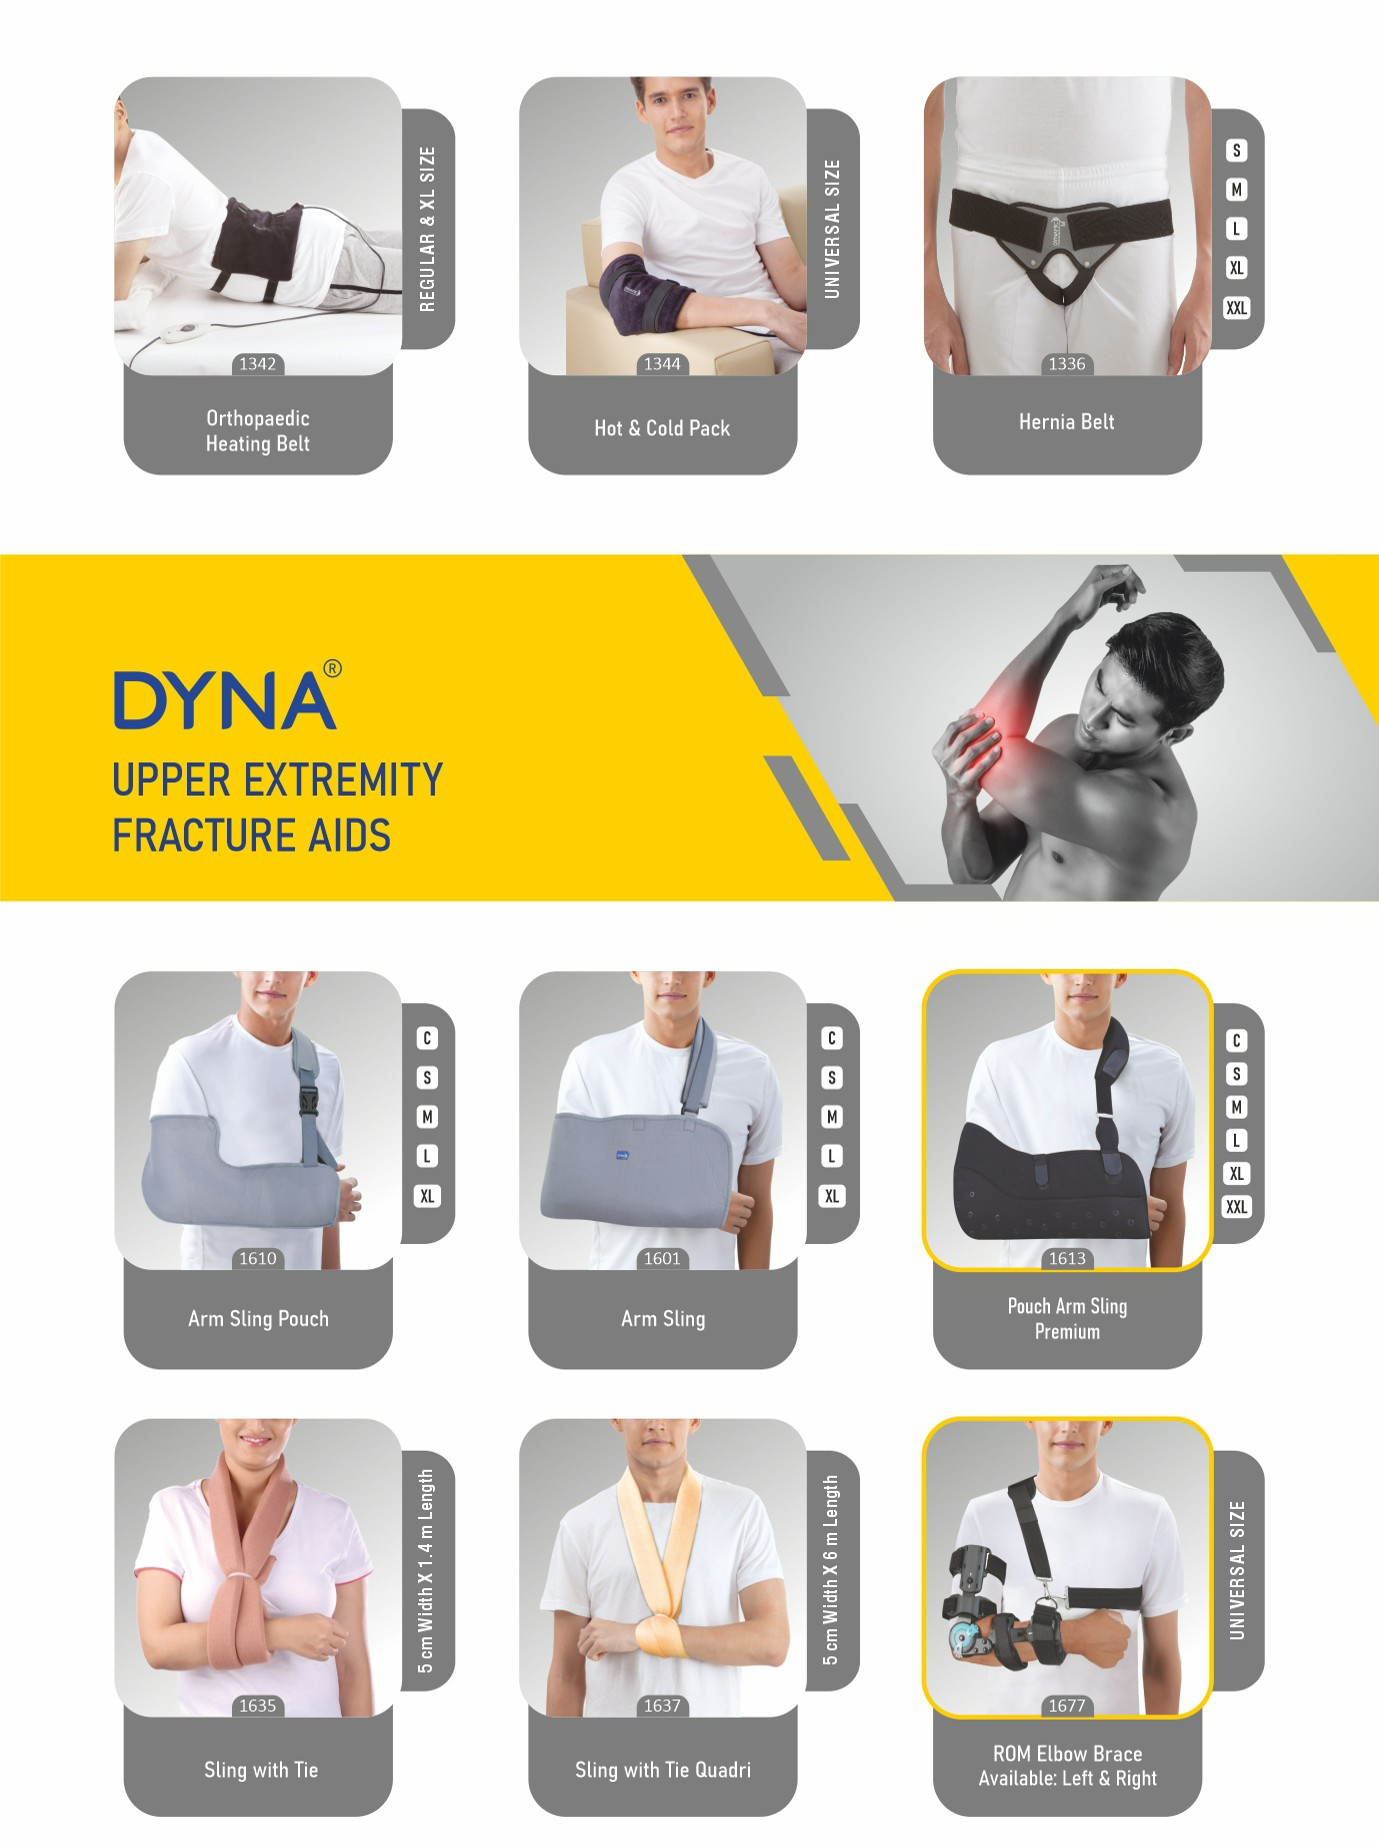 REGULAR & XL SIZE
1342
Orthopaedic
Heating Belt
UNIVERSAL SIZE
1344
Hot & Cold Pack
S
M
L
XL
XXL
1336
Hernia Belt
DYNA®
UPPER EXTREMITY
FRACTURE AIDS
C
S
M
L
XL
1610
Arm Sling Pouch
C
S
M
L
XL
1601
Arm Sling
C
S
M
L
XL
XXL
1613
Pouch Arm Sling
Premium
5 cm Width X 1.4 m Length
1635
Sling with Tie
5 cm Width X 6 m Length
1637
Sling with Tie Quadri
UNIVERSAL SIZE
1677
ROM Elbow Brace
Available: Left & Right